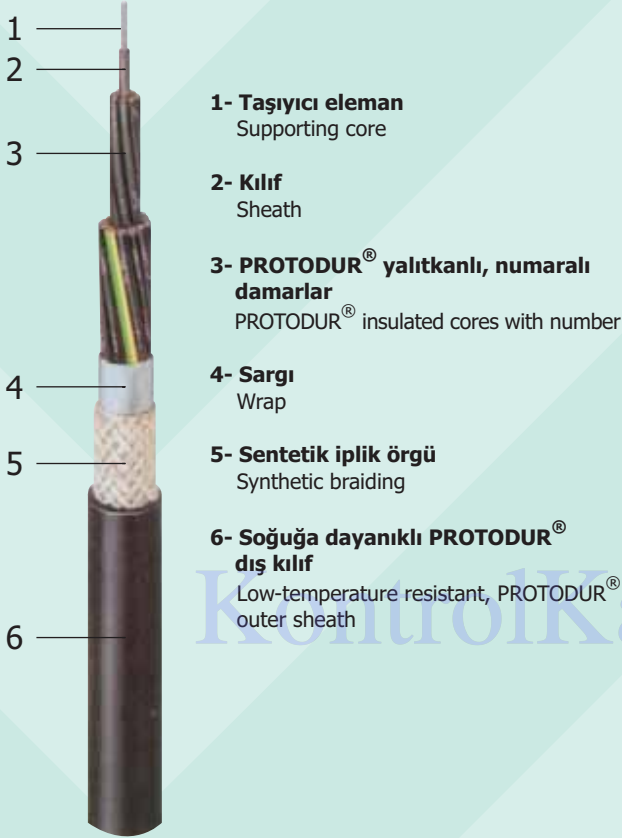 1
2
3
4
5
6
1- Taşıyıcı eleman
Supporting core
2- Kılıf
Sheath
3- PROTODUR® yalıtkanlı, numaralı
damarlar
PROTODUR® insulated cores with number
4- Sargı
Wrap
5- Sentetik iplik örgü
Synthetic braiding
6- Soğuğa dayanıklı PROTODUR®
dış kılıf
Low-temperature resistant, PROTODUR®
outer sheath
KontrolKa